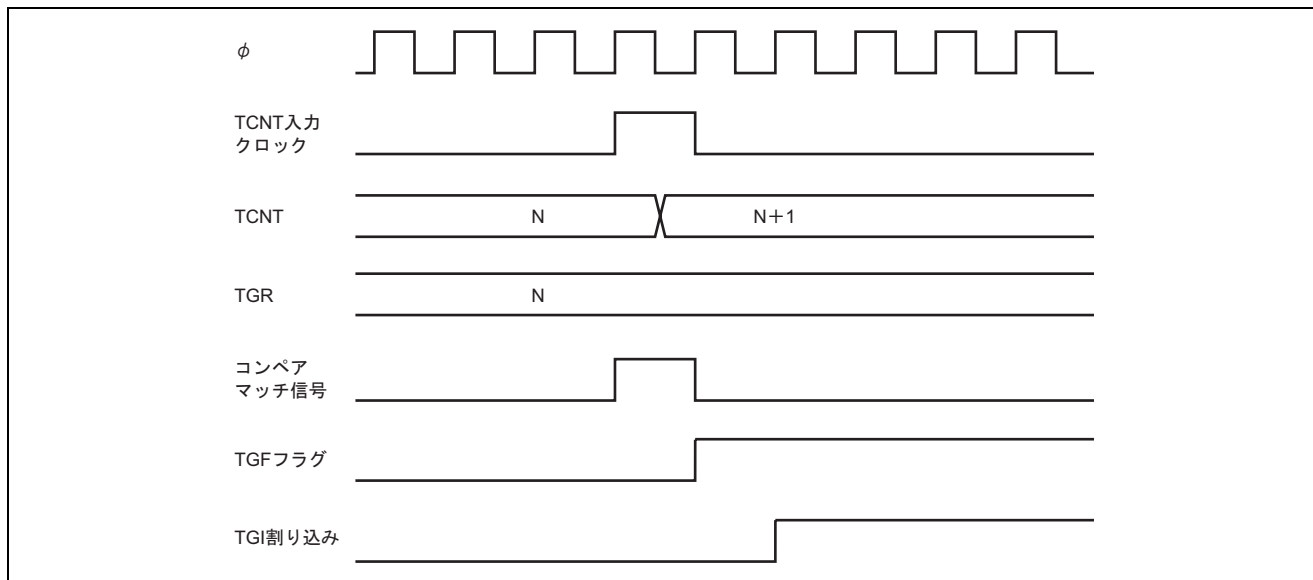 φ
TCNT入力
クロック
TCNT
N
N+1
TGR
N
コンペア
マッチ信号
TGFフラグ
TGI割り込み